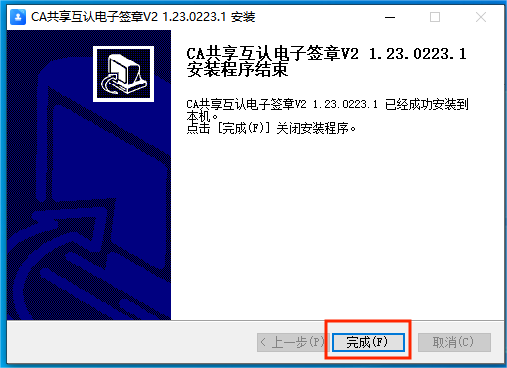 CA共享互认电子签章V2 1.23.0223.1 安装
CA共享互认电子签章V2 1.23.0223.1
安装程序结束
CA共享互认电子签章V2 1.23.0223.1 已经成功安装到
本机。
点击 [完成(F)] 关闭安装程序。
< 上一步(P) 完成(F) 取消(C)